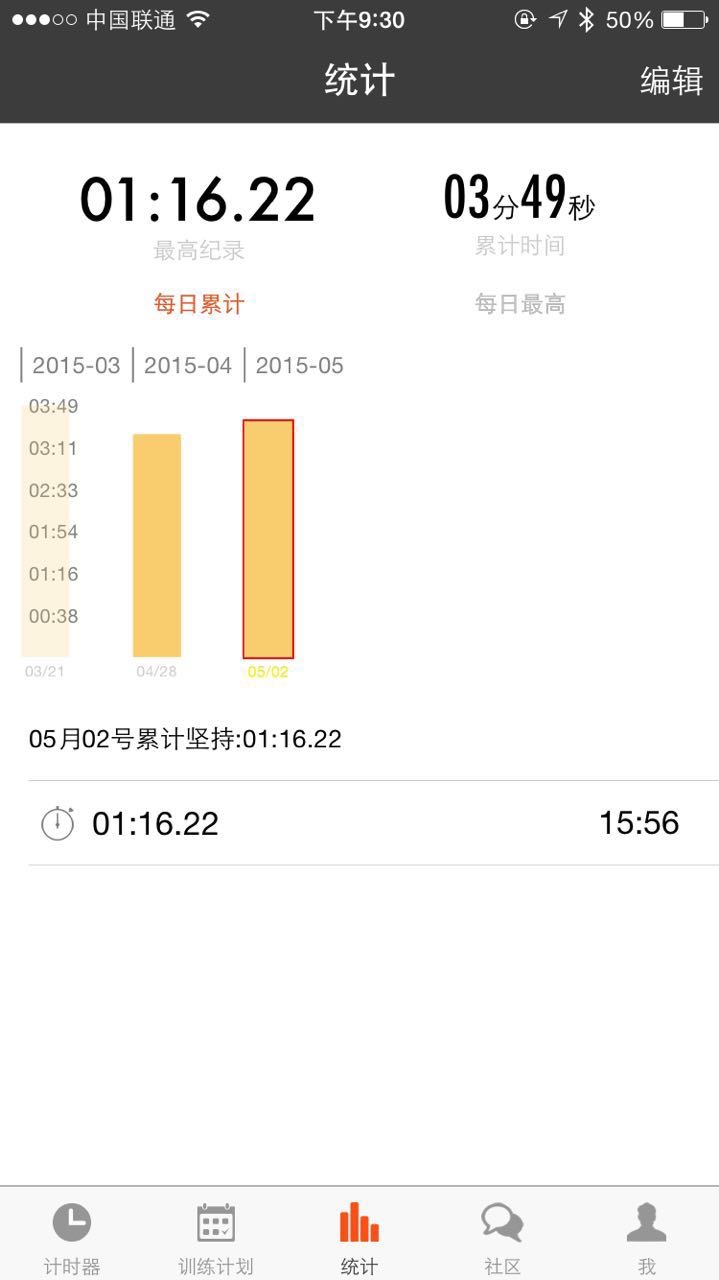 中国联通 下午9:30 50%
统计 编辑
01:16.22 03分49秒
最高纪录 累计时间
每日累计 每日最高
2015-03 2015-04 2015-05
03:49
03:11
02:33
01:54
01:16
00:38
03/21 04/28 05/02
05月02号累计坚持:01:16.22
01:16.22 15:56
计时器 训练计划 统计 社区 我